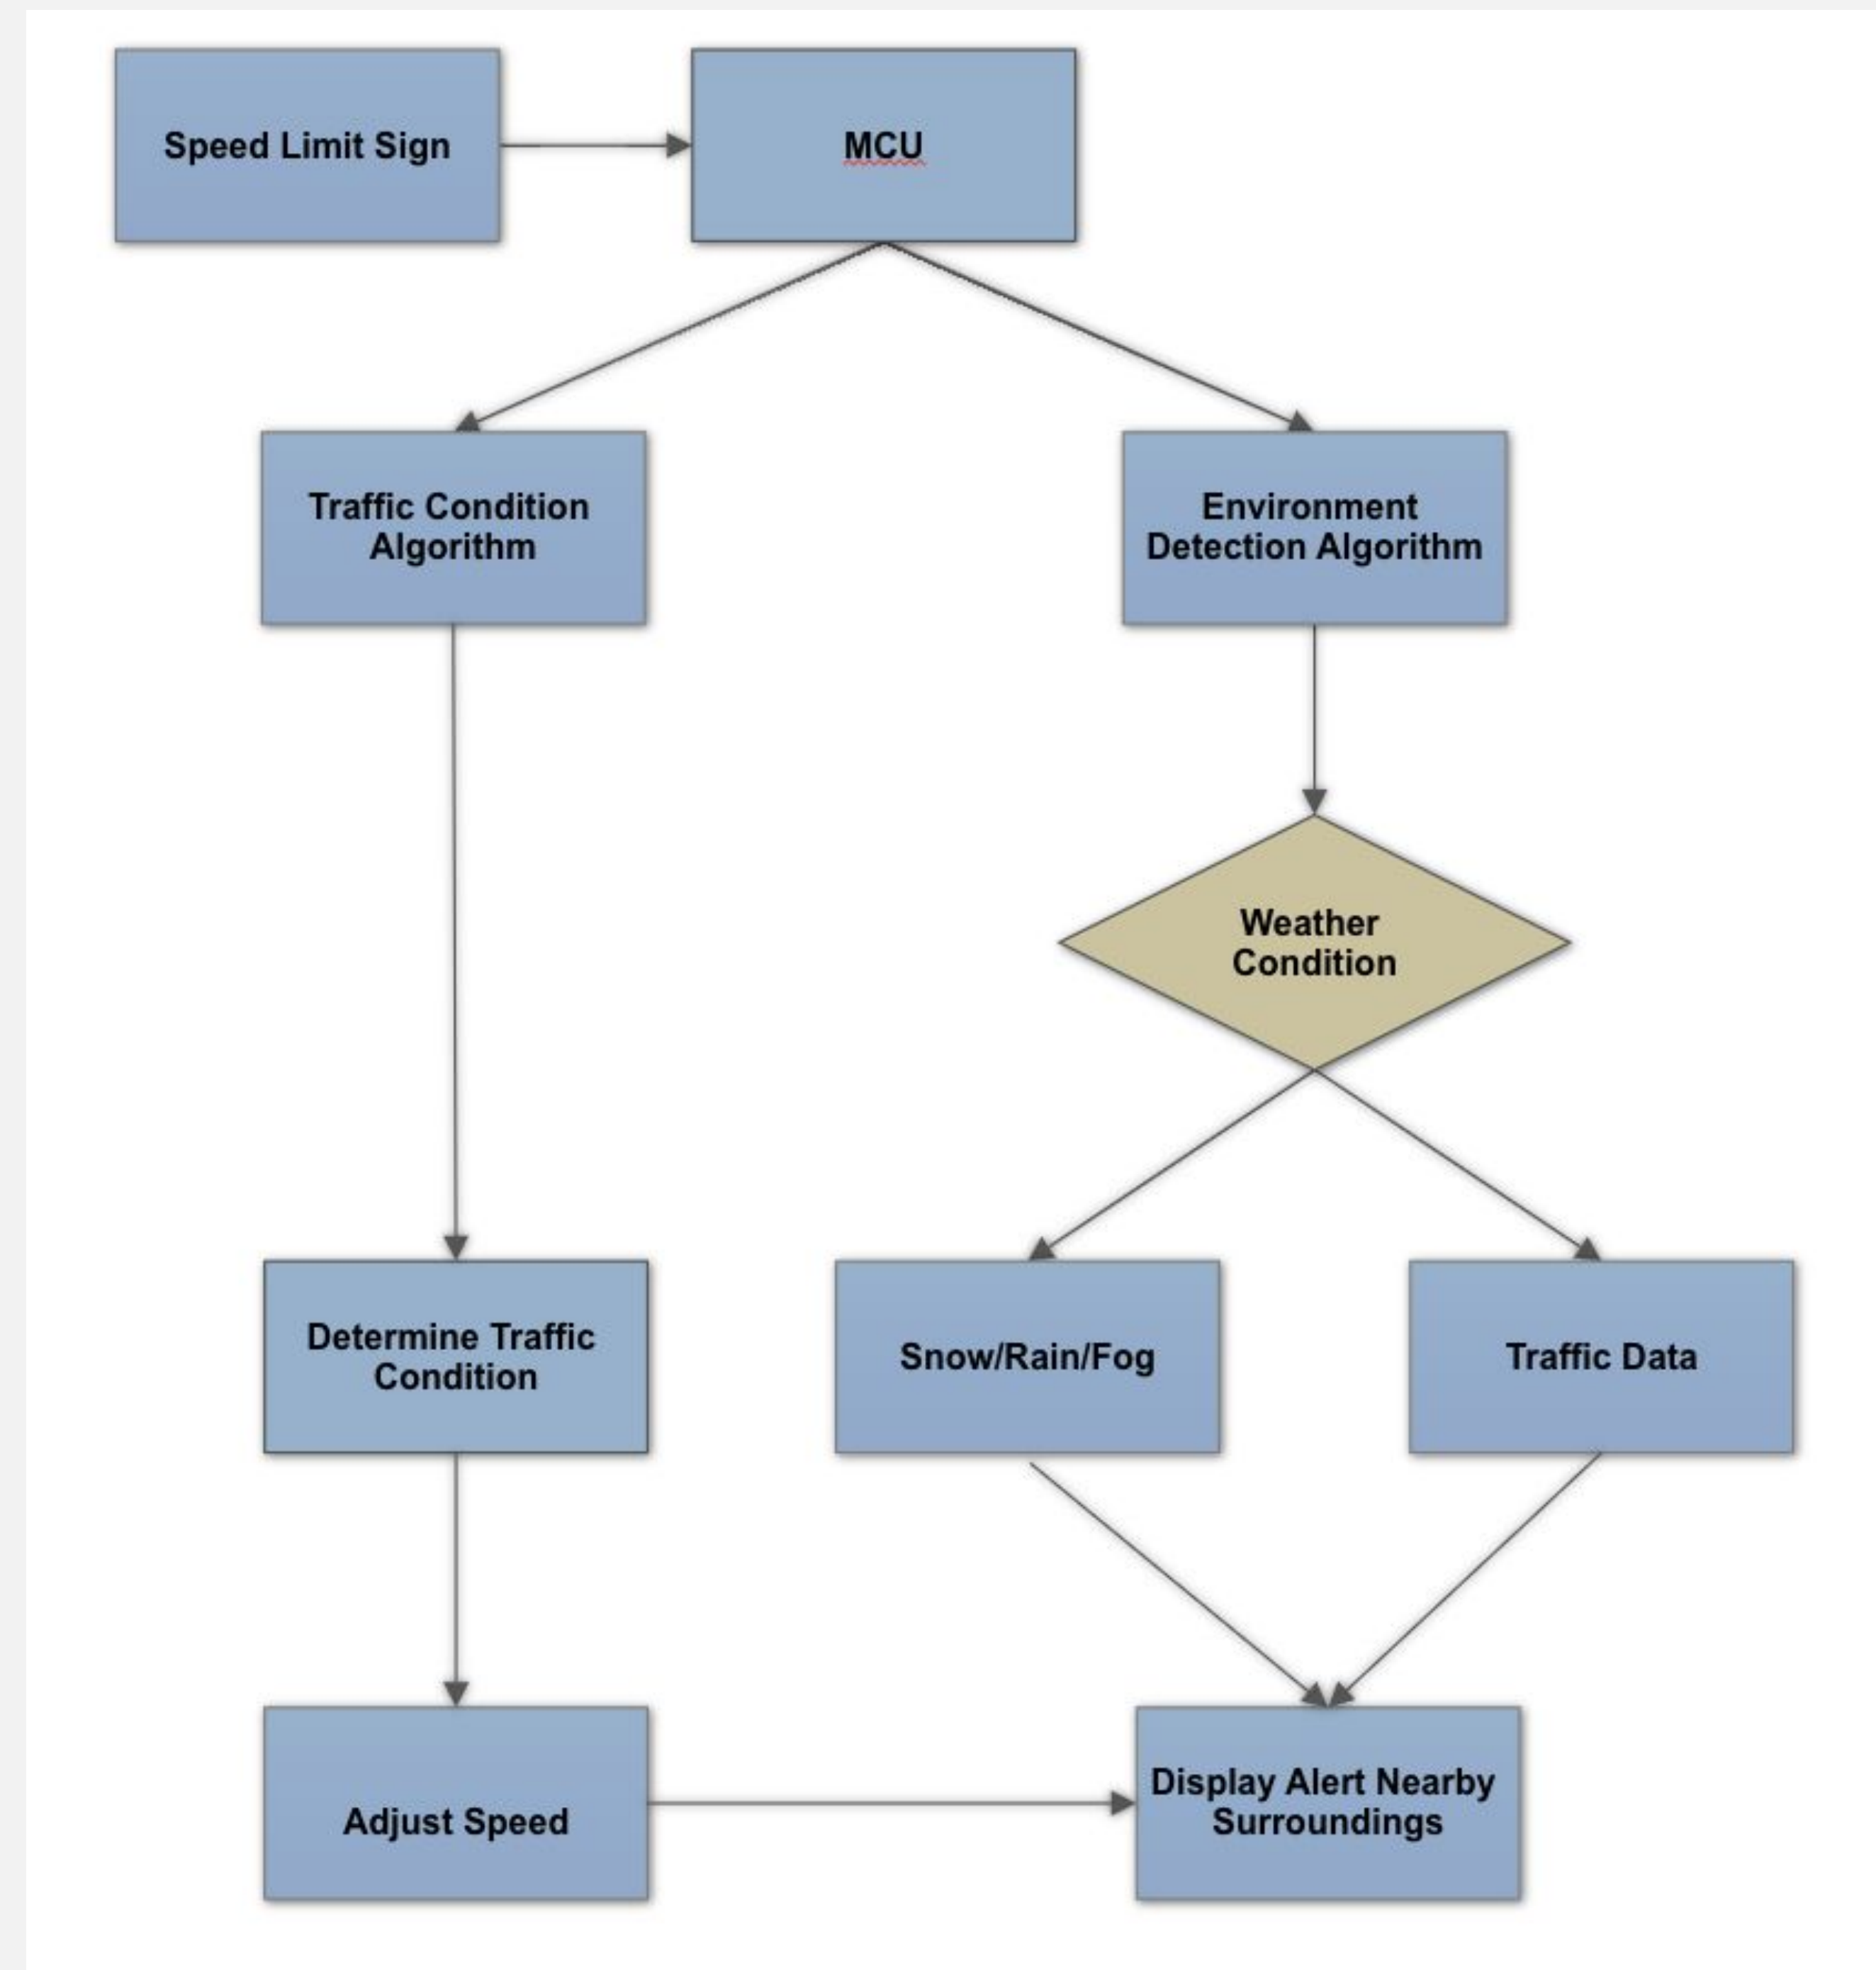 Speed Limit Sign
MCU
Traffic Condition
Algorithm
Environment
Detection Algorithm
Weather
Condition
Determine Traffic
Condition
Snow/Rain/Fog
Traffic Data
Adjust Speed
Display Alert Nearby
Surroundings